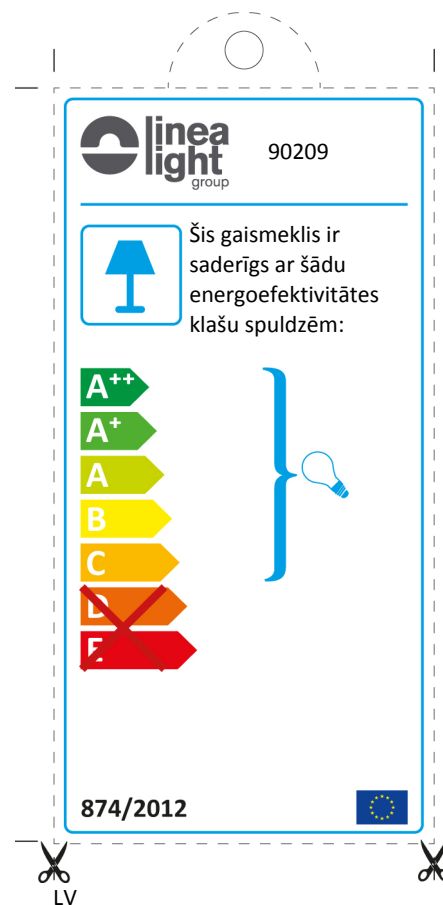 linea
light
group
90209
Šis gaismeklis ir
saderīgs ar šādu
energoefektivitātes
klašu spuldzēm:
A++
A+
A
B
C
D
E
874/2012
LV